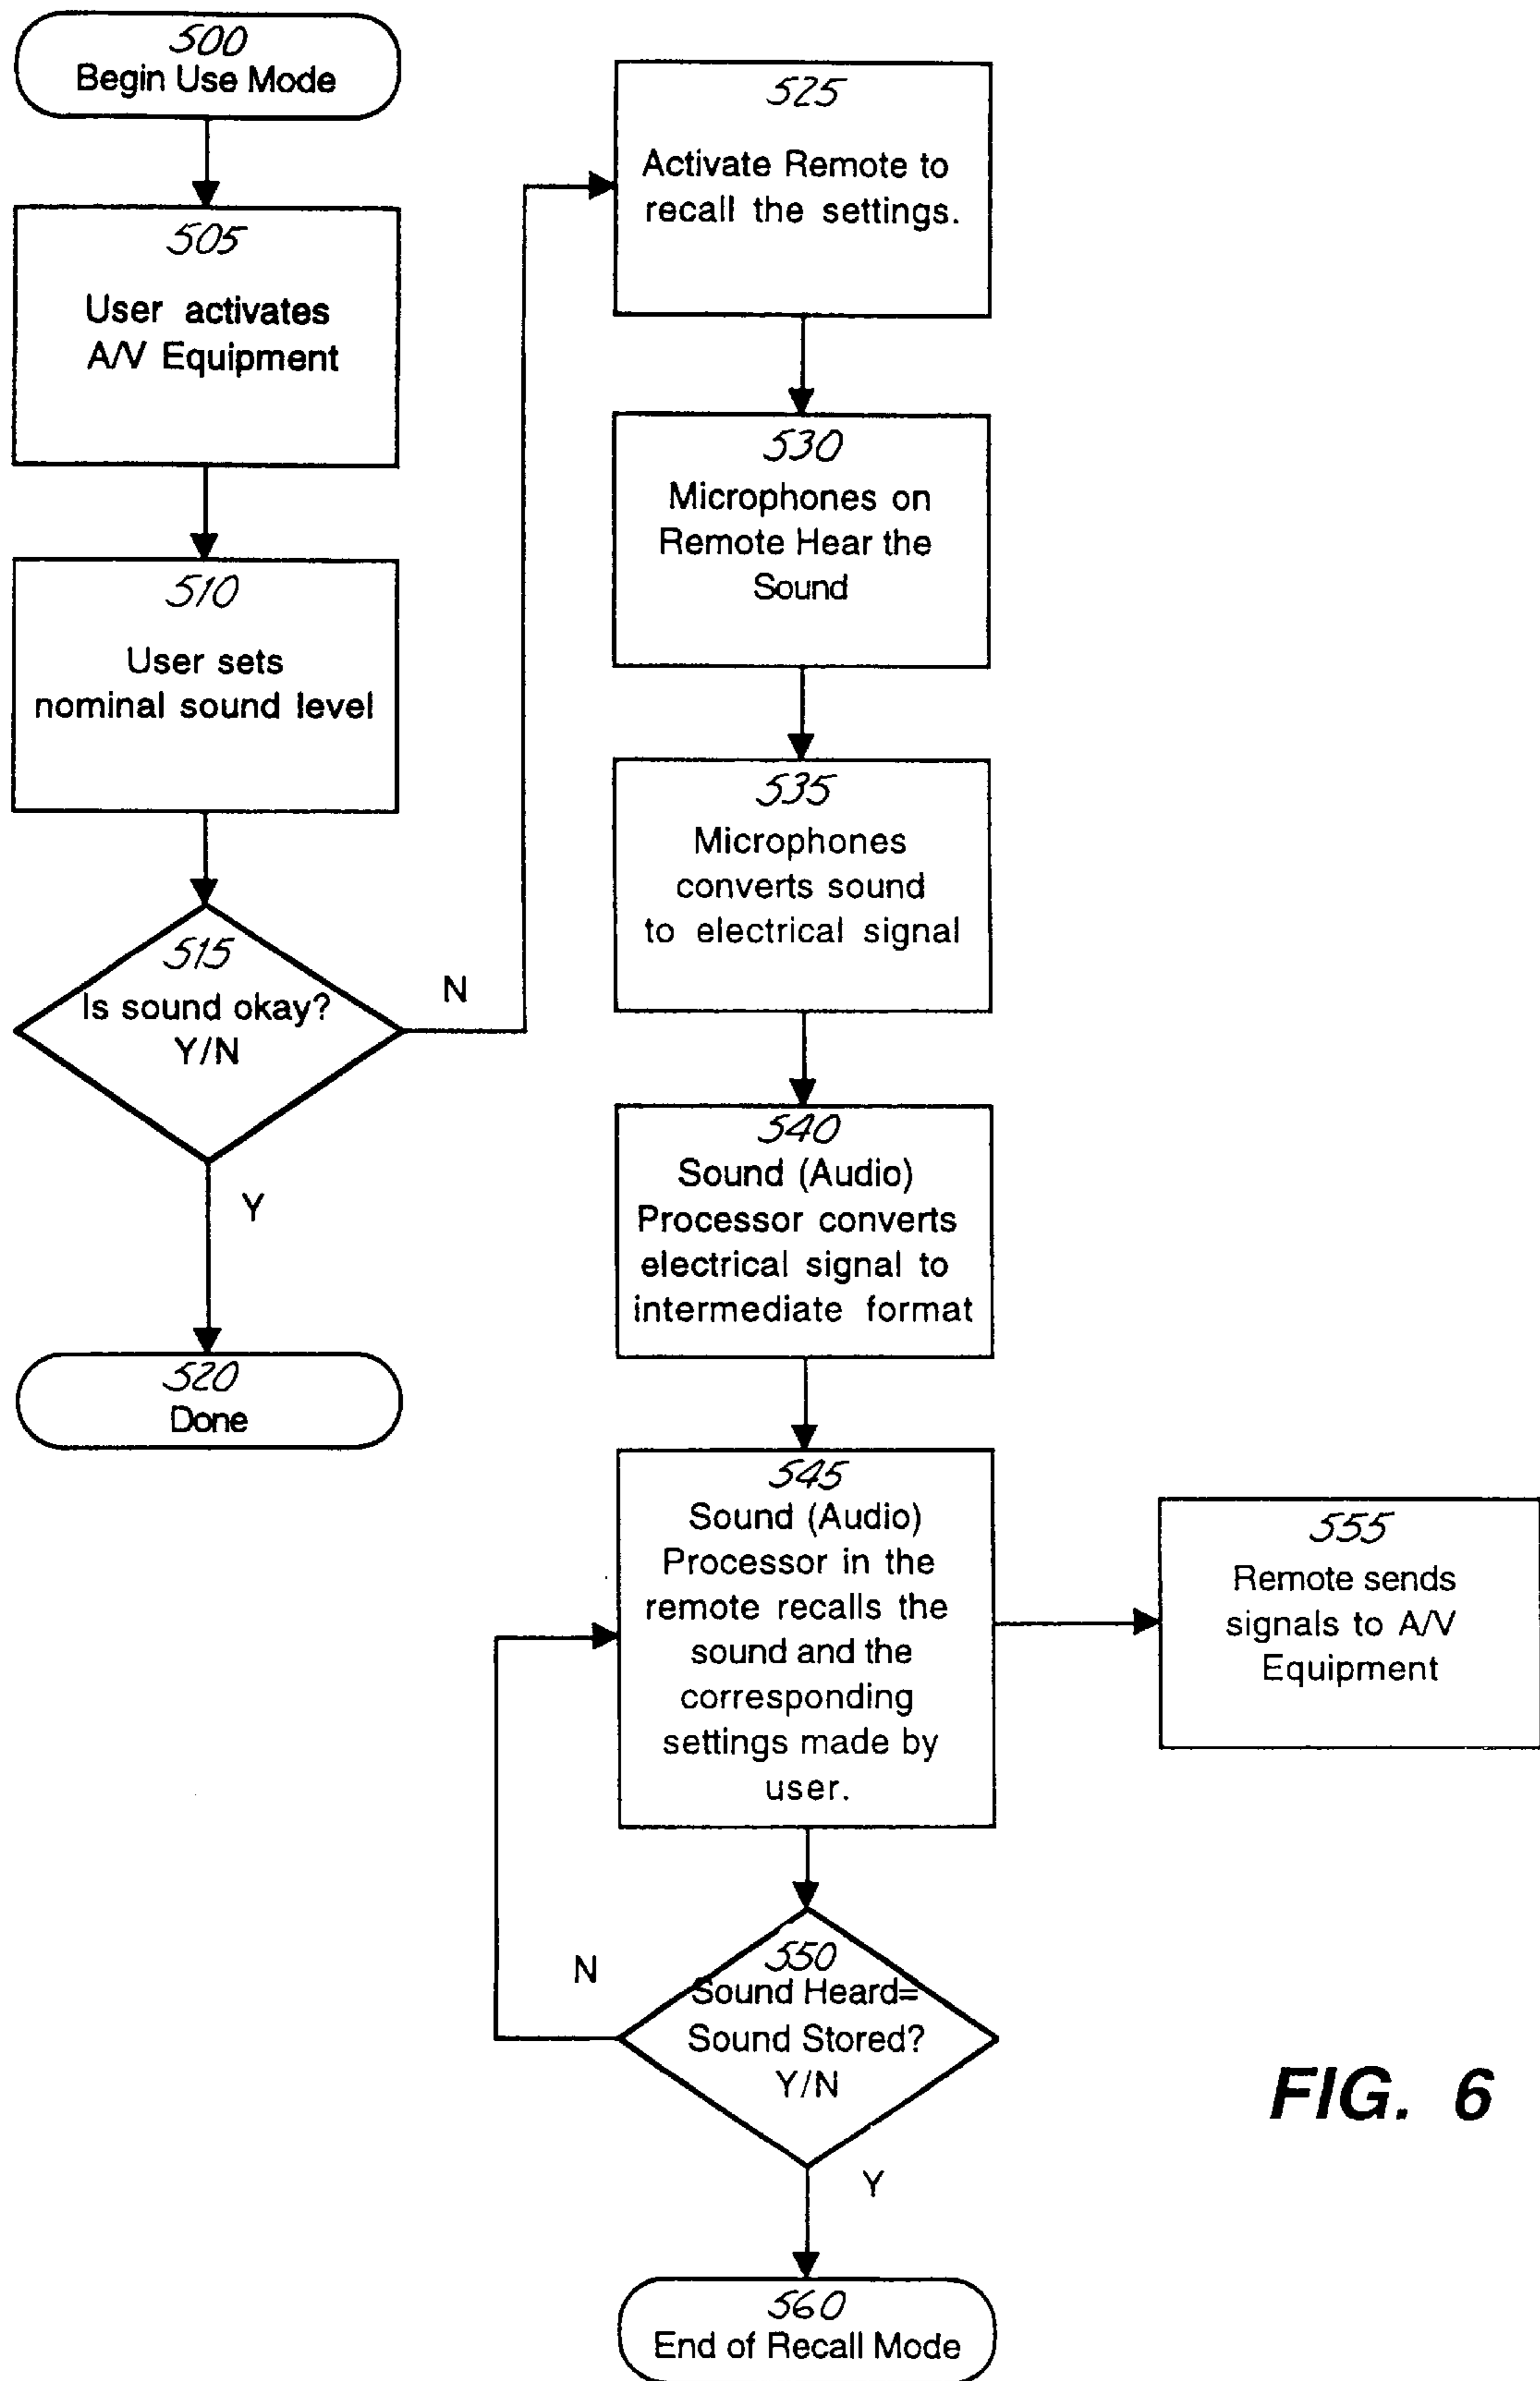 500
Begin Use Mode
505
User activates
A/V Equipment
510
User sets
nominal sound level
515
Is sound okay?
Y/N
N
Y
520
Done
525
Activate Remote to
recall the settings.
530
Microphones on
Remote Hear the
Sound
535
Microphones
converts sound
to electrical signal
540
Sound (Audio)
Processor converts
electrical signal to
intermediate format
545
Sound (Audio)
Processor in the
remote recalls the
sound and the
corresponding
settings made by
user.
555
Remote sends
signals to A/V
Equipment
550
Sound Heard=
Sound Stored?
Y/N
N
Y
560
End of Recall Mode
FIG. 6